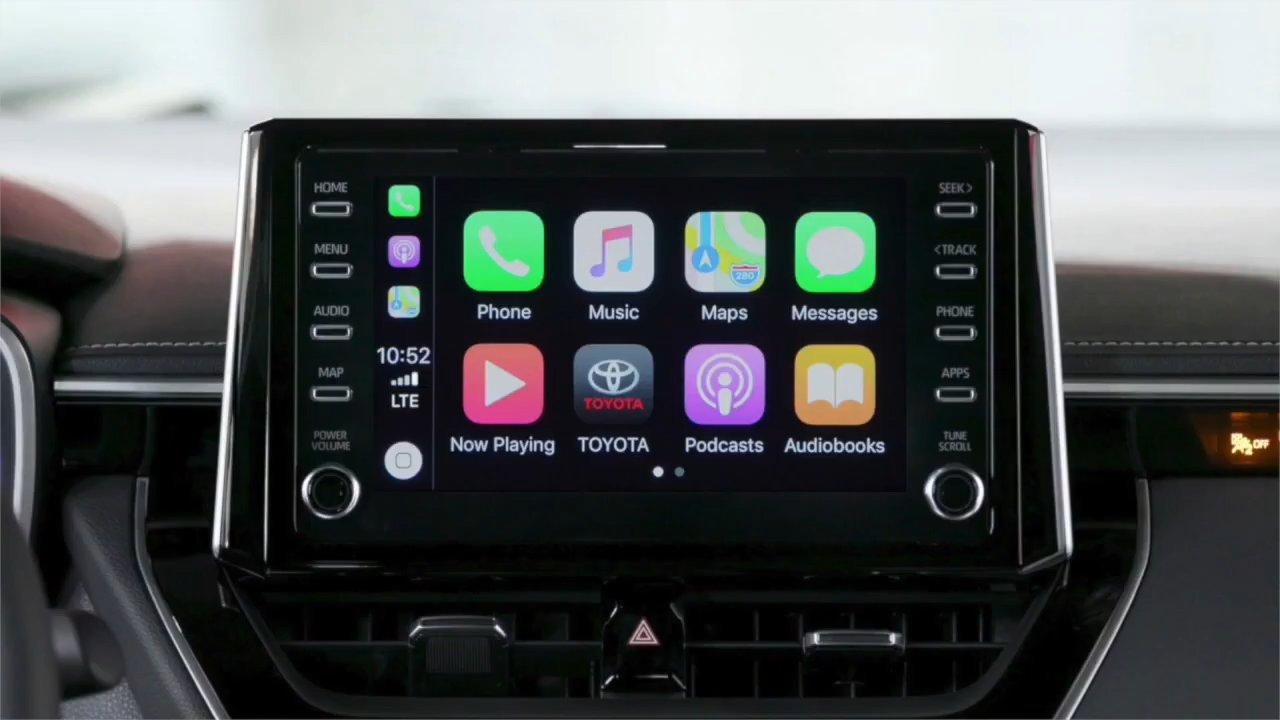 HOME
MENU
AUDIO
MAP
POWER
VOLUME
10:52
LTE
Phone
Music
280
Maps
Messages
Now Playing
TOYOTA
TOYOTA
Podcasts
Audiobooks
SEEK>
<TRACK
PHONE
APPS
TUNE
SCROLL
OFF